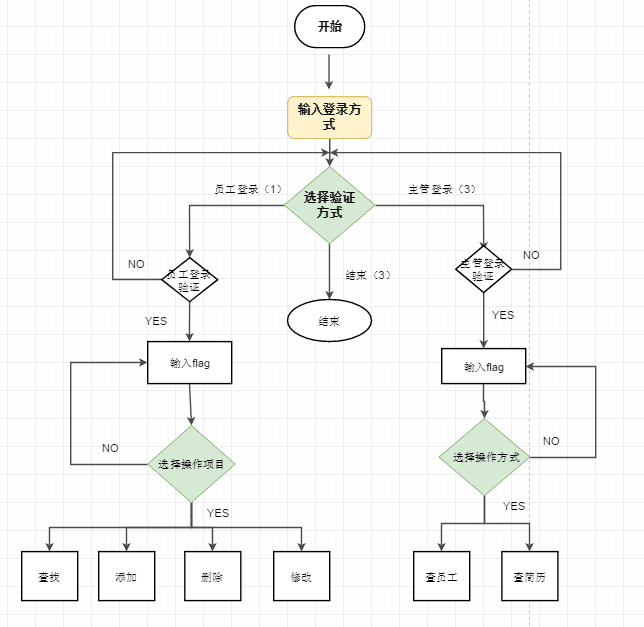 开始
输入登录方
式
员工登录（1）
选择验证
方式
主管登录（3）
NO
员工登录
验证
结束（3）
主管登录
验证
NO
YES
结束
YES
输入flag
输入flag
NO
选择操作项目
选择操作方式
NO
YES
YES
查找
添加
删除
修改
查员工
查简历